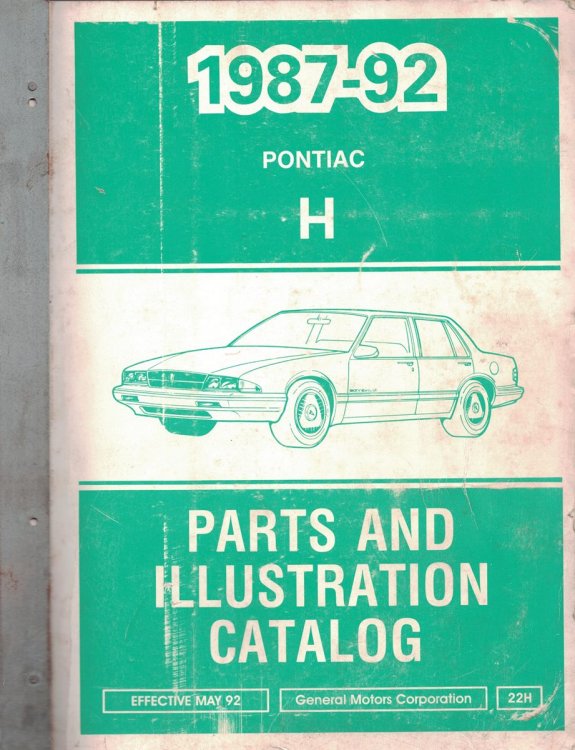 1987-92
PONTIAC
H
PARTS AND
ILLUSTRATION
CATALOG
EFFECTIVE MAY 92
General Motors Corporation
22H